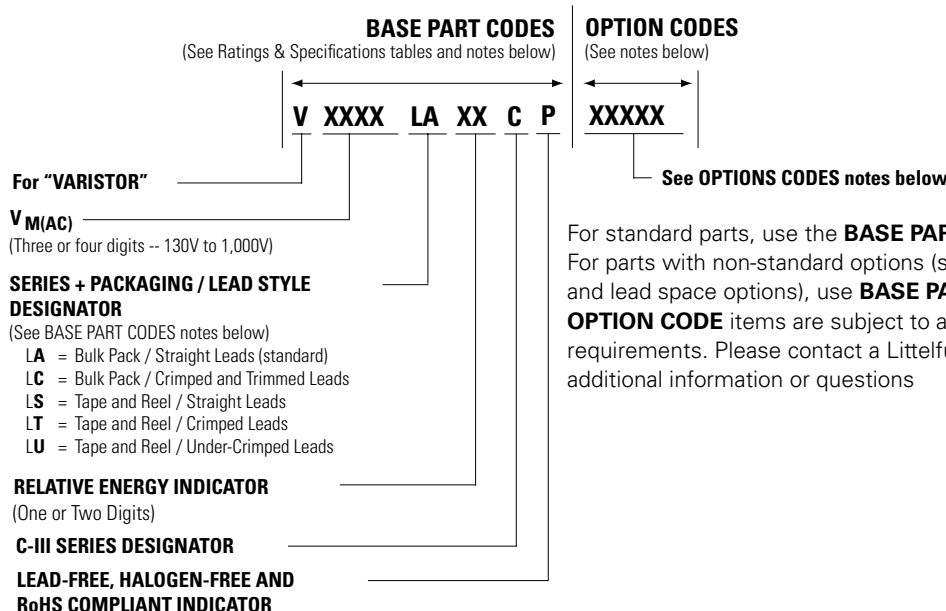 BASE PART CODES
(See Ratings & Specifications tables and notes below)
OPTION CODES
(See notes below)
V XXXX LA XX C P XXXXX
For “VARISTOR”
See OPTIONS CODES notes below
V M(AC)
(Three or four digits -- 130V to 1,000V)
SERIES + PACKAGING / LEAD STYLE
DESIGNATOR
(See BASE PART CODES notes below)
LA = Bulk Pack / Straight Leads (standard)
LC = Bulk Pack / Crimped and Trimmed Leads
LS = Tape and Reel / Straight Leads
LT = Tape and Reel / Crimped Leads
LU = Tape and Reel / Under-Crimped Leads
RELATIVE ENERGY INDICATOR
(One or Two Digits)
C-III SERIES DESIGNATOR
LEAD-FREE, HALOGEN-FREE AND
RoHS COMPLIANT INDICATOR
For standard parts, use the BASE
For parts with non-standard options
and lead space options), use BASE
OPTION CODE items are subject to
requirements. Please contact a
additional information or questions